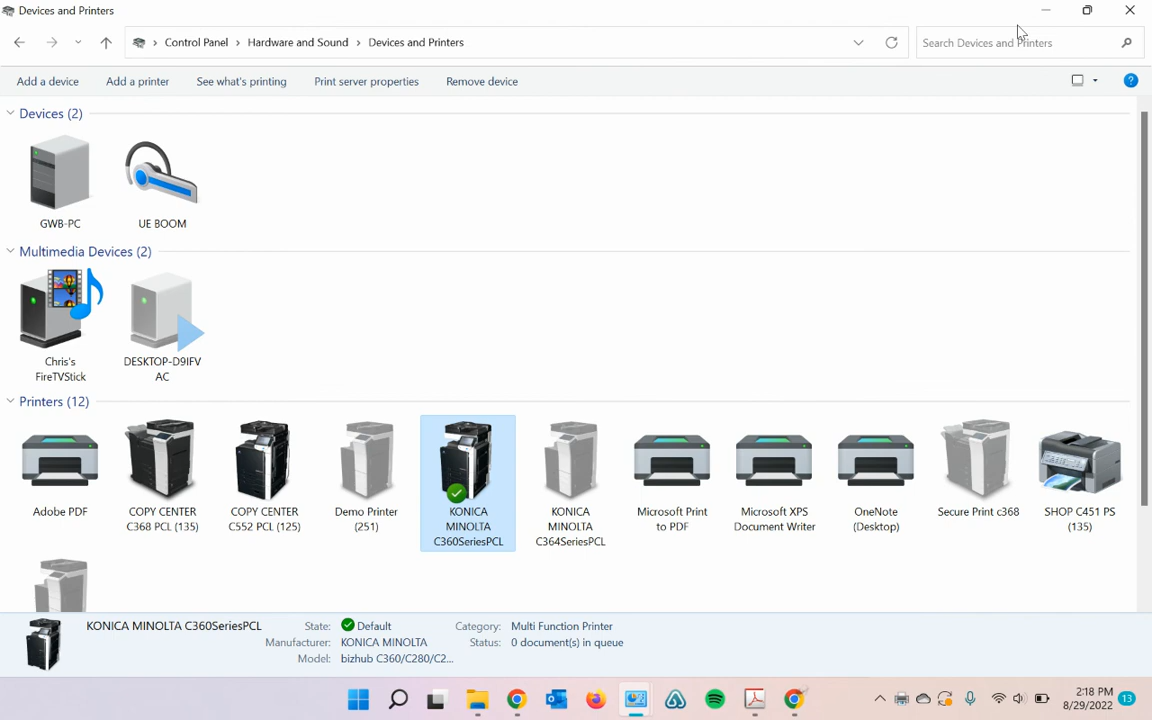 Devices and Printers
Control Panel > Hardware and Sound > Devices and Printers
Search Devices and Printers
Add a device
Add a printer
See what's printing
Print server properties
Remove device
?
Devices (2)
GWB-PC
UE BOOM
Multimedia Devices (2)
Chris's
FireTVStick
DESKTOP-D9IFV
AC
Printers (12)
Adobe PDF
COPY CENTER
C368 PCL (135)
COPY CENTER
C552 PCL (125)
Demo Printer
(251)
KONICA
MINOLTA
C360SeriesPCL
KONICA
MINOLTA
C364SeriesPCL
Microsoft Print
to PDF
Microsoft XPS
Document Writer
OneNote
(Desktop)
Secure Print c368
SHOP C451 PS
(135)
KONICA MINOLTA C360SeriesPCL
State: Default
Category: Multi Function Printer
Manufacturer: KONICA MINOLTA
Status: 0 document(s) in queue
Model: bizhub C360/C280/C2...
2:18 PM
8/29/2022
13